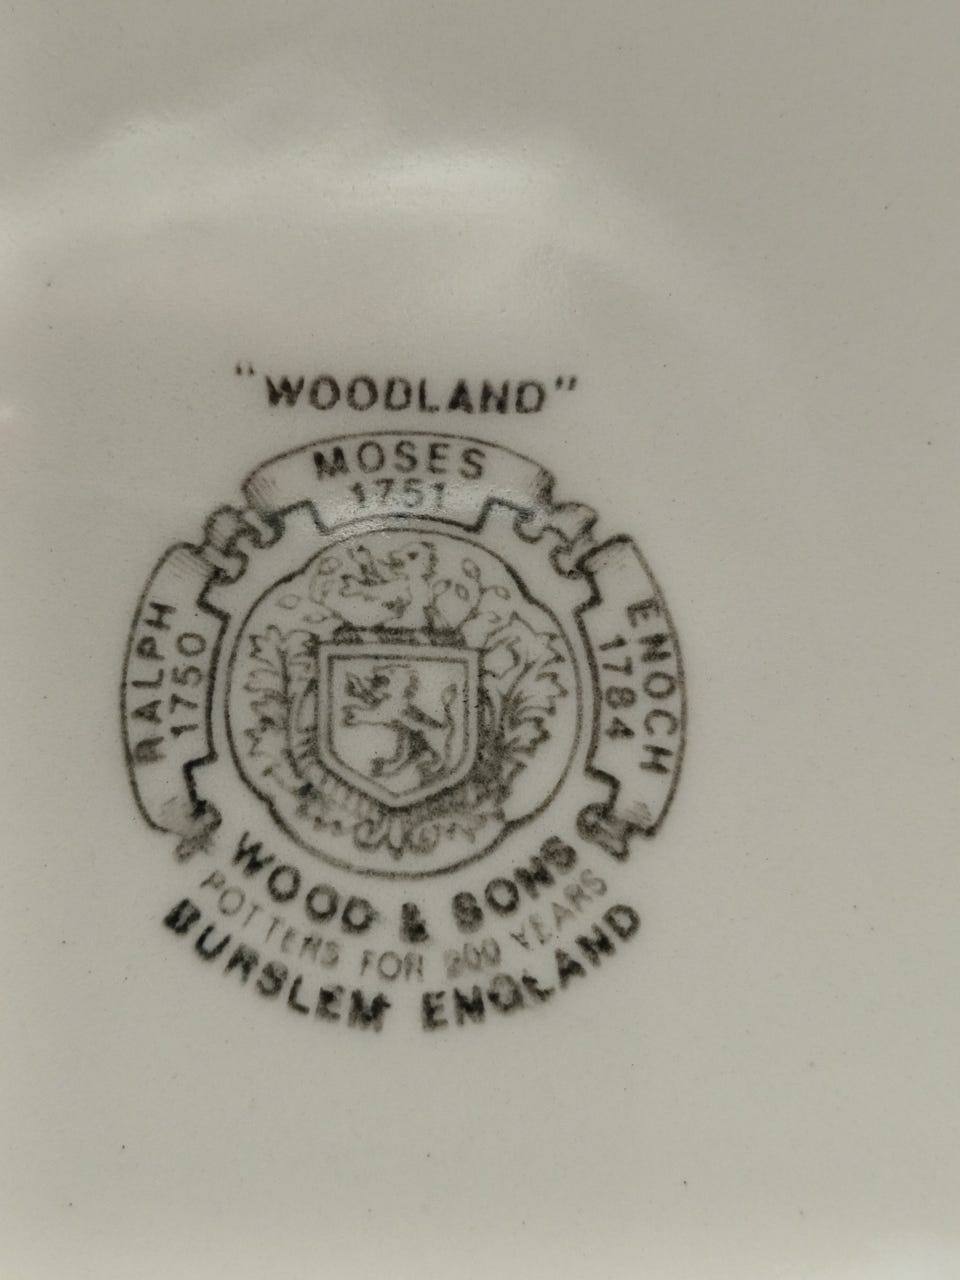 "WOODLAND"
MOSES
1751
RALPH
1750
ENOCH
1784
WOOD & SONS
POTTERS FOR 200 YEARS
BURSLEM ENGLAND